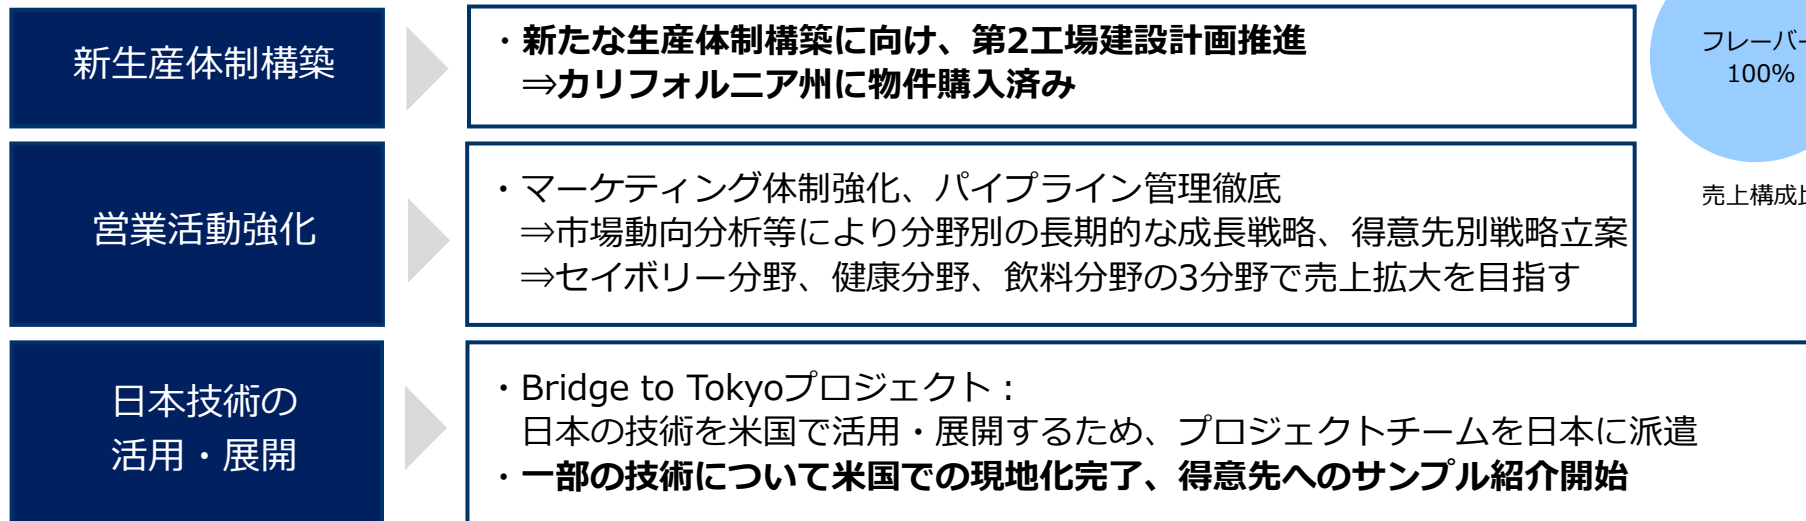 新生産体制構築
・新たな生産体制構築に向け、第2工場建設計画推進
⇒カリフォルニア州に物件購入済み
フレーバー
100%
売上構成比
営業活動強化
・マーケティング体制強化、パイプライン管理徹底
⇒市場動向分析等により分野別の長期的な成長戦略、得意先別戦略立案
⇒セイボリー分野、健康分野、飲料分野の3分野で売上拡大を目指す
日本技術の
活用・展開
・Bridge to Tokyoプロジェクト：
日本の技術を米国で活用・展開するため、プロジェクトチームを日本に派遣
・一部の技術について米国での現地化完了、得意先へのサンプル紹介開始